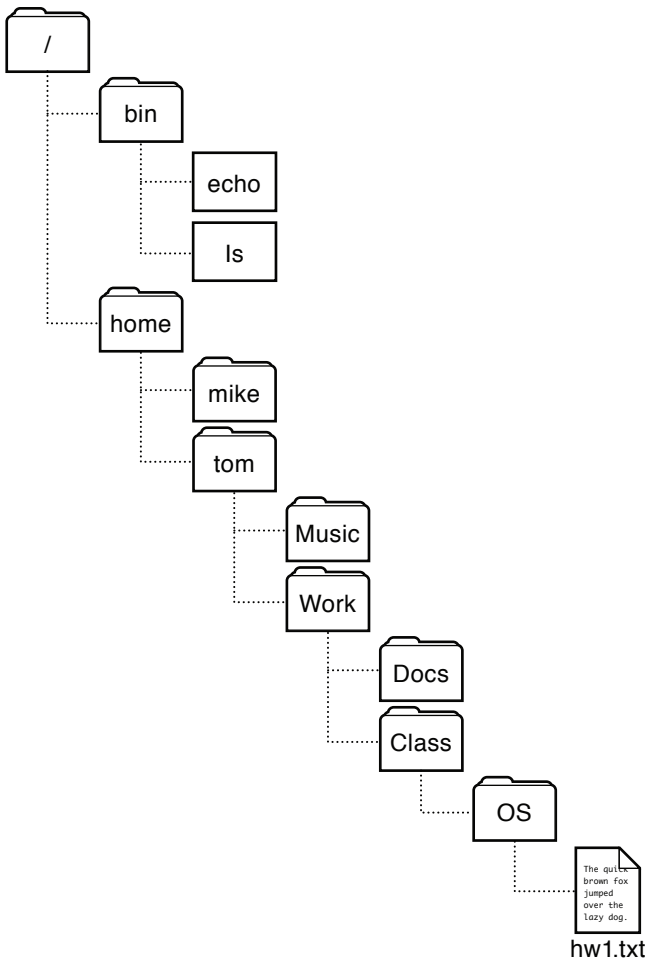 /
bin
echo
ls
home
mike
tom
Music
Work
Docs
Class
OS
The quick
brown fox
jumped
over the
lazy dog.
hw1.txt